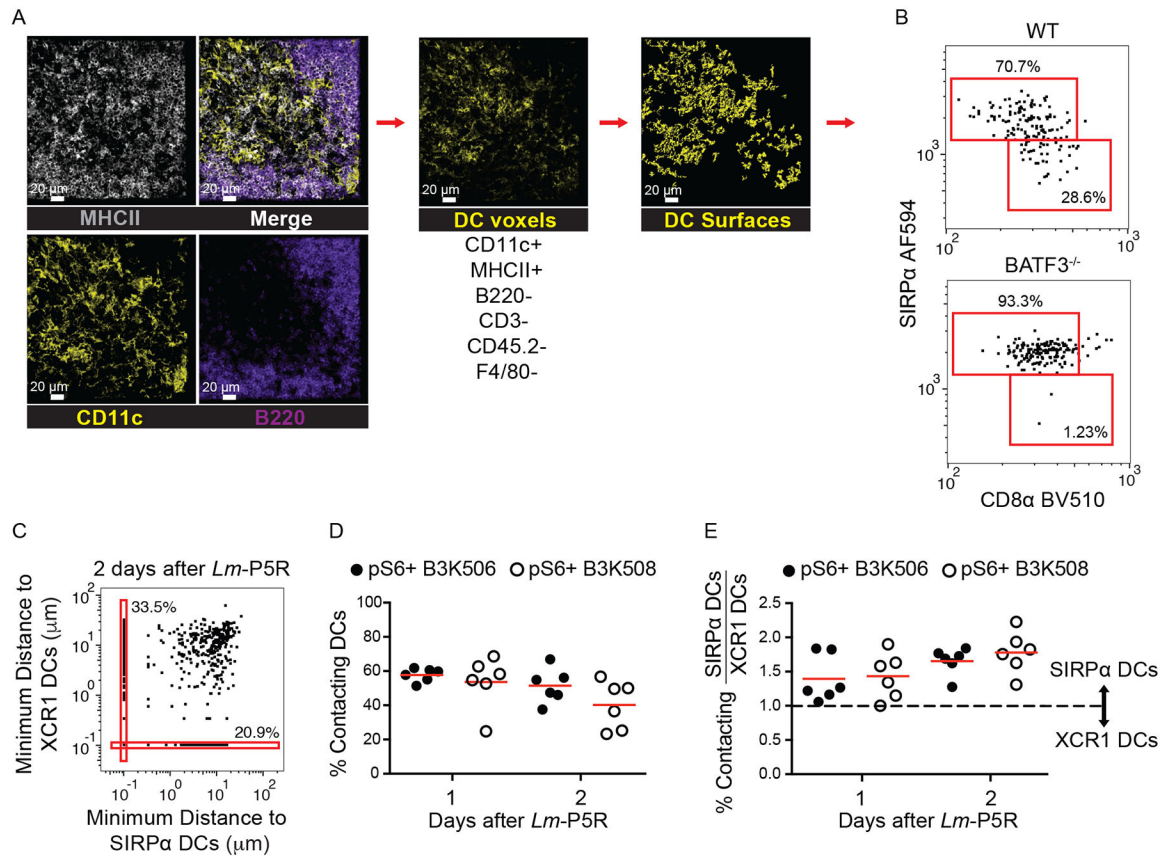 A
20 µm
20 µm
MHCII
Merge
20 µm
20 µm
CD11c
B220
20 µm
DC voxels
CD11c+
MHCII+
B220-
CD3-
CD45.2-
F4/80-
20 µm
DC Surfaces
B
WT
70.7%
28.6%
10³
10² 10³
BATF3-/-
93.3%
1.23%
10³
10² 10³
SIRPα AF594
CD8α BV510
C
2 days after Lm-P5R
33.5%
20.9%
10²
10¹
10⁰
10⁻¹
10⁻¹ 10⁰ 10¹ 10²
Minimum Distance to
XCR1 DCs (µm)
Minimum Distance to
SIRPα DCs (µm)
D
pS6+ B3K506 pS6+ B3K508
% Contacting DCs
100
80
60
40
20
0
1 2
Days after Lm-P5R
E
pS6+ B3K506 pS6+ B3K508
% Contacting SIRPα DCs
XCR1 DCs
2.5
2.0
1.5
1.0
0.5
0.0
1 2
Days after Lm-P5R
SIRPα DCs
XCR1 DCs